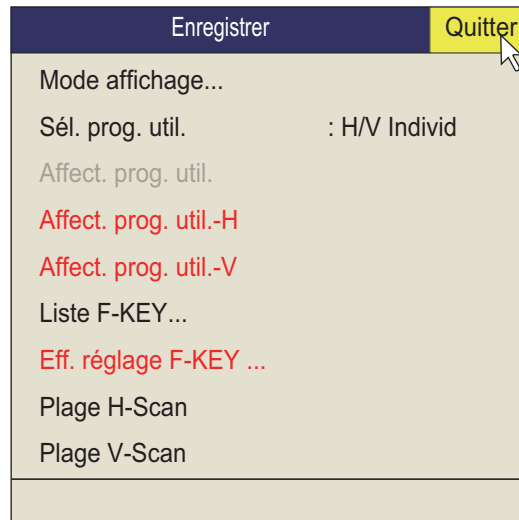 Enregistrer Quitter
Mode affichage...
Sél. prog. util. : H/V Individ
Affect. prog. util.
Affect. prog. util.-H
Affect. prog. util.-V
Liste F-KEY...
Eff. réglage F-KEY ...
Plage H-Scan
Plage V-Scan